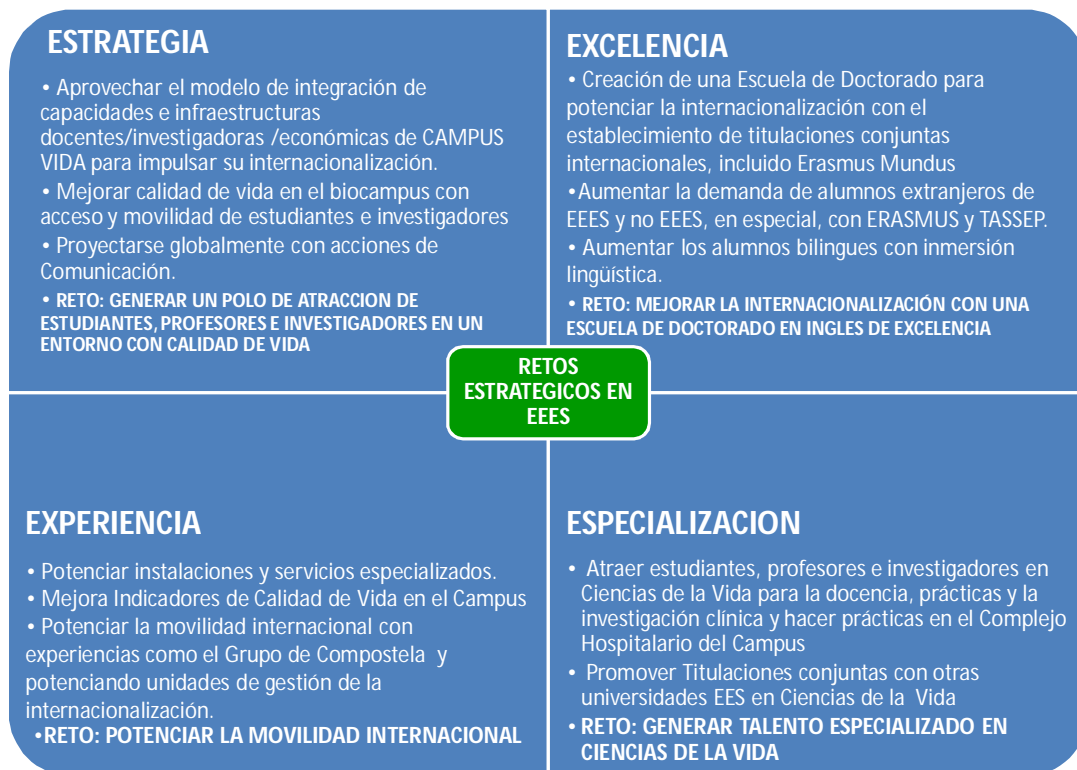 ESTRATEGIA
• Aprovechar el modelo de integración de
capacidades e infraestructuras
docentes/investigadoras /económicas de CAMPUS
VIDA para impulsar su internacionalización.
• Mejorar calidad de vida en el biocampus con
acceso y movilidad de estudiantes e investigadores
• Proyectarse globalmente con acciones de
Comunicación.
• RETO: GENERAR UN POLO DE ATRACCION DE
ESTUDIANTES, PROFESORES E INVESTIGADORES EN UN
ENTORNO CON CALIDAD DE VIDA
EXCELENCIA
• Creación de una Escuela de Doctorado para
potenciar la internacionalización con el
establecimiento de titulaciones conjuntas
internacionales, incluido Erasmus Mundus
•Aumentar la demanda de alumnos extranjeros de
EEES y no EEES, en especial, con ERASMUS y TASSEP.
• Aumentar los alumnos bilingues con inmersión
lingüística.
• RETO: MEJORAR LA INTERNACIONALIZACIÓN CON UNA
ESCUELA DE DOCTORADO EN INGLES DE EXCELENCIA
RETOS
ESTRATEGICOS EN
EEES
EXPERIENCIA
• Potenciar instalaciones y servicios especializados.
• Mejora Indicadores de Calidad de Vida en el Campus
• Potenciar la movilidad internacional con
experiencias como el Grupo de Compostela y
potenciando unidades de gestión de la
internacionalización.
•RETO: POTENCIAR LA MOVILIDAD INTERNACIONAL
ESPECIALIZACION
• Atraer estudiantes, profesores e investigadores en
Ciencias de la Vida para la docencia, prácticas y la
investigación clínica y hacer prácticas en el Complejo
Hospitalario del Campus
• Promover Titulaciones conjuntas con otras
universidades EES en Ciencias de la Vida
• RETO: GENERAR TALENTO ESPECIALIZADO EN
CIENCIAS DE LA VIDA